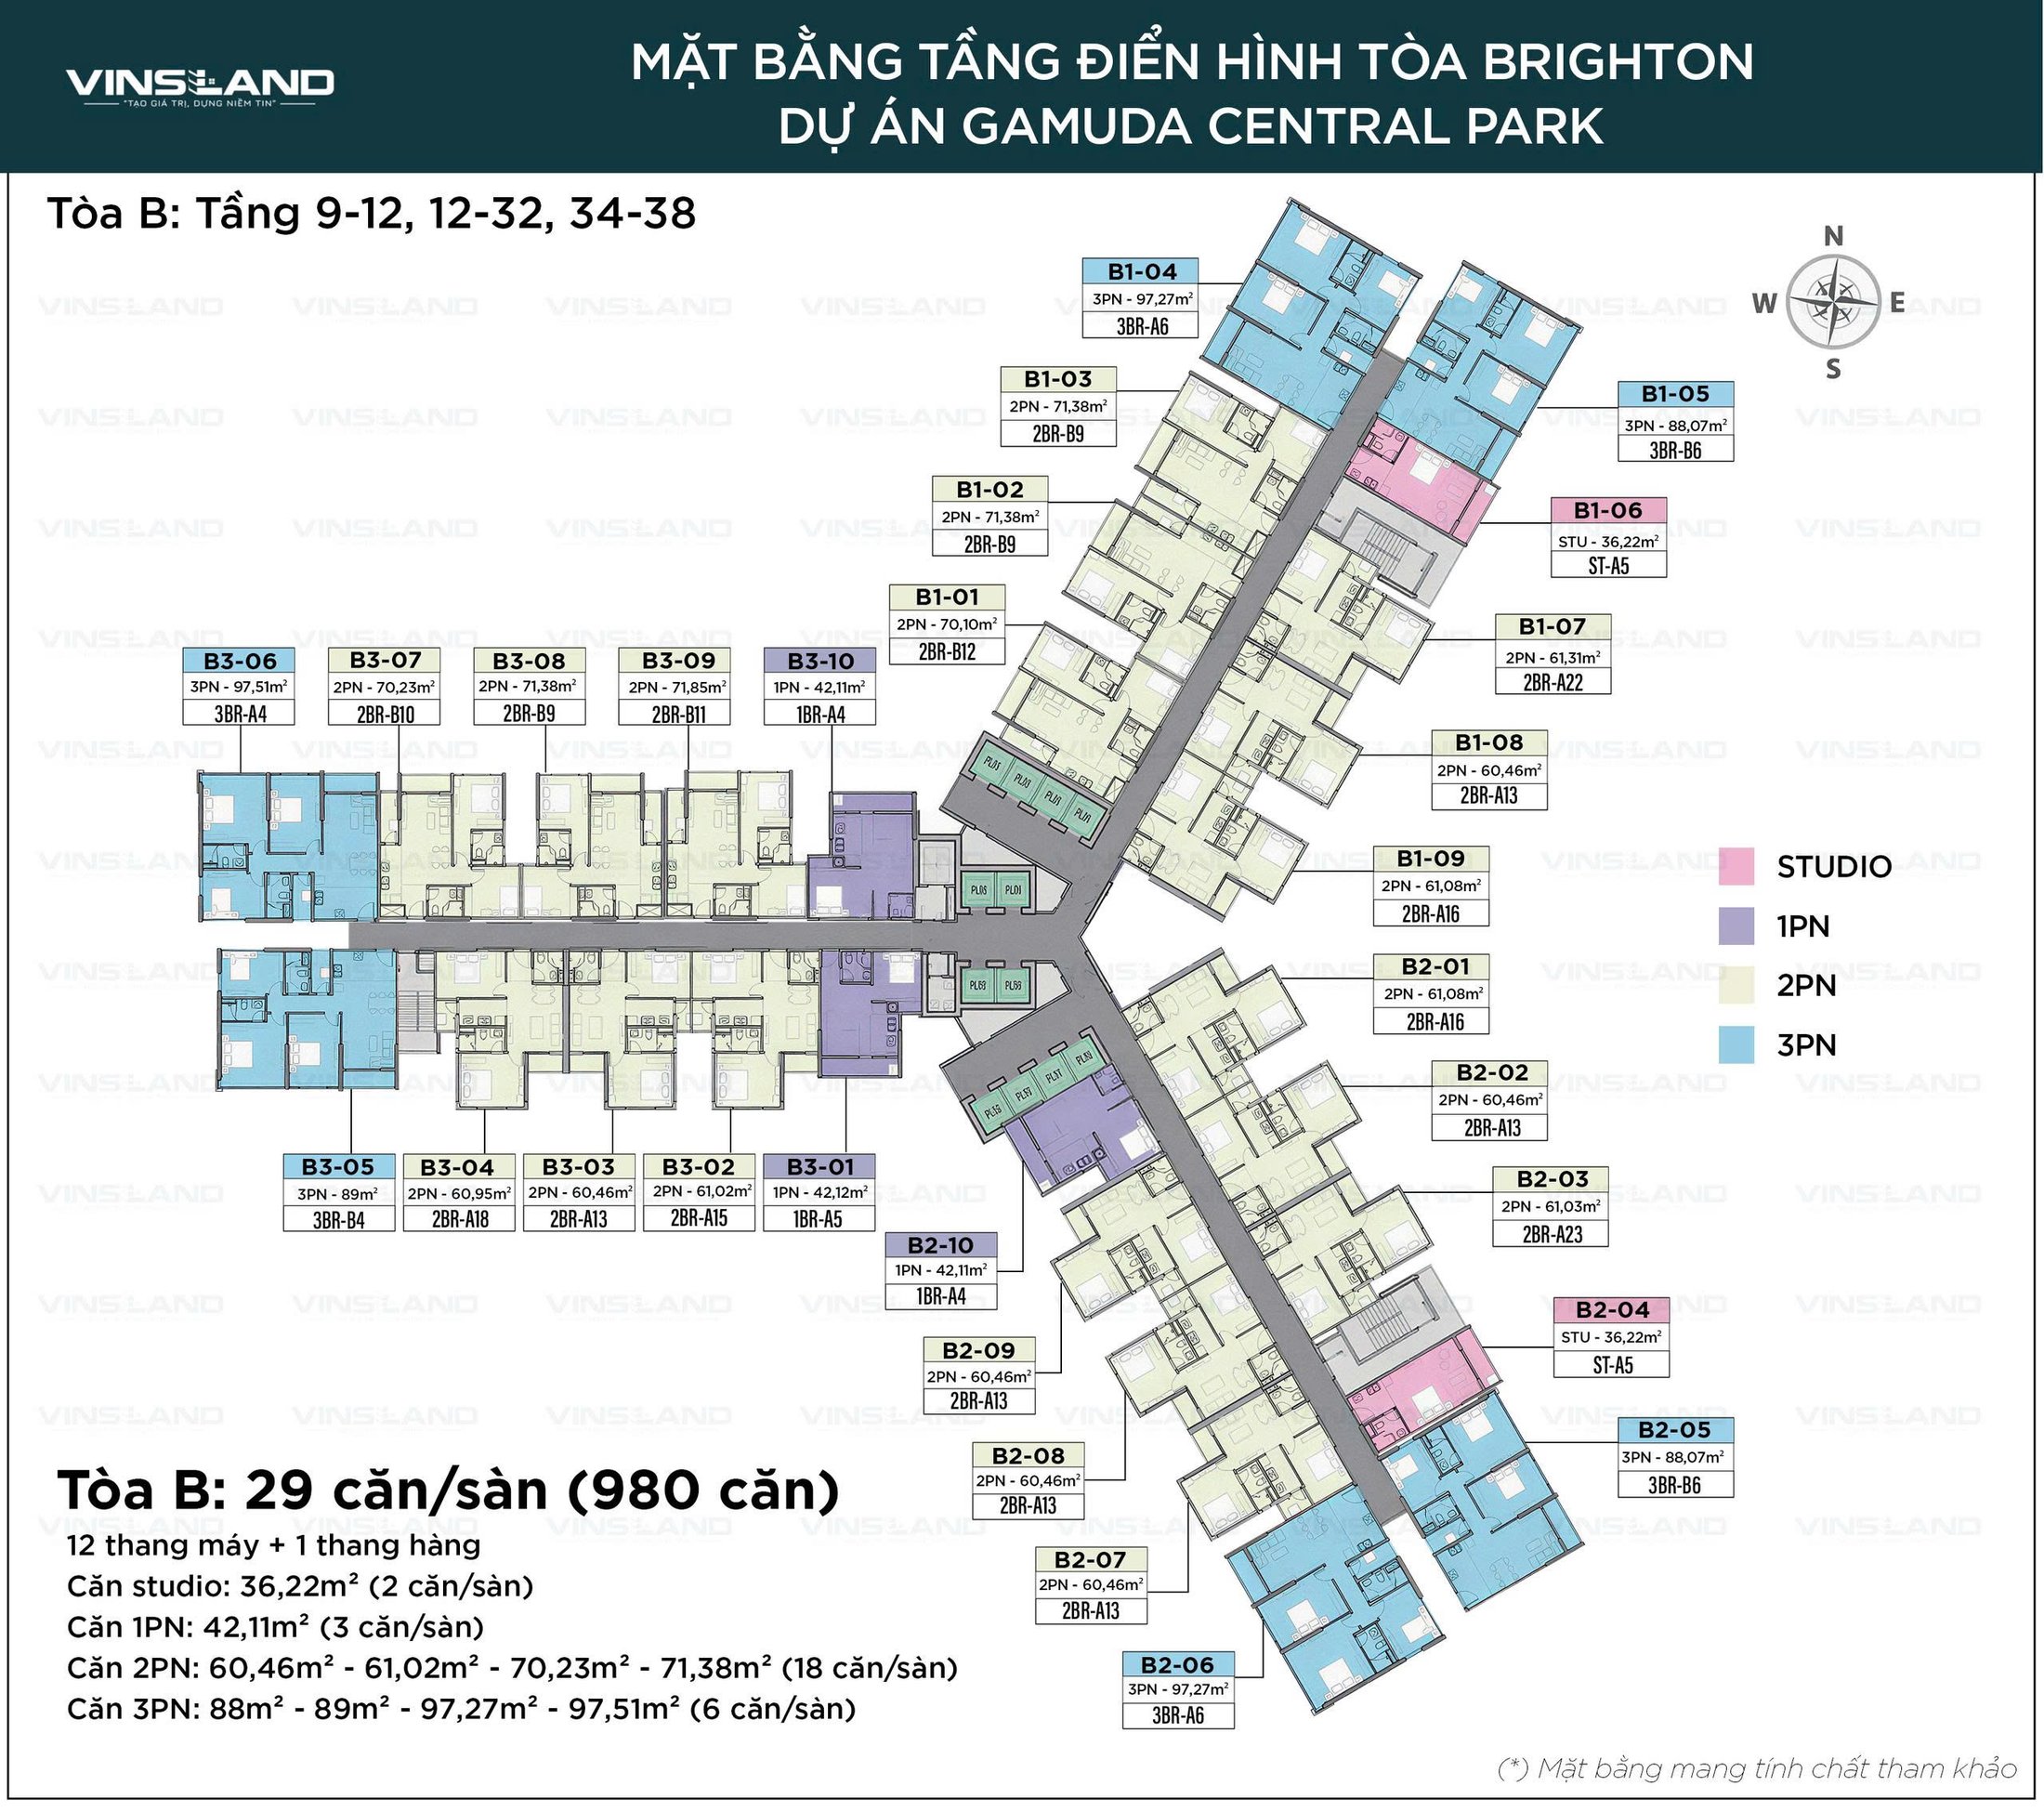 VINSLAND
"TẠO GIÁ TRỊ, DỰNG NIỀM TIN"
MẶT BẰNG TẦNG ĐIỂN HÌNH TÒA BRIGHTON
DỰ ÁN GAMUDA CENTRAL PARK
Tòa B: Tầng 9-12, 12-32, 34-38
N
W
E
S
B1-04
3PN - 97,27m²
3BR-A6
B1-03
2PN - 71,38m²
2BR-B9
B1-02
2PN - 71,38m²
2BR-B9
B1-01
2PN - 70,10m²
2BR-B12
B1-05
3PN - 88,07m²
3BR-B6
B1-06
STU - 36,22m²
ST-A5
B1-07
2PN - 61,31m²
2BR-A22
B1-08
2PN - 60,46m²
2BR-A13
B1-09
2PN - 61,08m²
2BR-A16
B3-06
3PN - 97,51m²
3BR-A4
B3-07
2PN - 70,23m²
2BR-B10
B3-08
2PN - 71,38m²
2BR-B9
B3-09
2PN - 71,85m²
2BR-B11
B3-10
1PN - 42,11m²
1BR-A4
STUDIO
1PN
2PN
3PN
B2-01
2PN - 61,08m²
2BR-A16
B2-02
2PN - 60,46m²
2BR-A13
B2-03
2PN - 61,03m²
2BR-A23
B2-04
STU - 36,22m²
ST-A5
B2-05
3PN - 88,07m²
3BR-B6
B3-05
3PN - 89m²
3BR-B4
B3-04
2PN - 60,95m²
2BR-A18
B3-03
2PN - 60,46m²
2BR-A13
B3-02
2PN - 61,02m²
2BR-A15
B3-01
1PN - 42,12m²
1BR-A5
B2-10
1PN - 42,11m²
1BR-A4
B2-09
2PN - 60,46m²
2BR-A13
B2-08
2PN - 60,46m²
2BR-A13
B2-07
2PN - 60,46m²
2BR-A13
B2-06
3PN - 97,27m²
3BR-A6
Tòa B: 29 căn/sàn (980 căn)
12 thang máy + 1 thang hàng
Căn studio: 36,22m² (2 căn/sàn)
Căn 1PN: 42,11m² (3 căn/sàn)
Căn 2PN: 60,46m² - 61,02m² - 70,23m² - 71,38m² (18 căn/sàn)
Căn 3PN: 88m² - 89m² - 97,27m² - 97,51m² (6 căn/sàn)
(*) Mặt bằng mang tính chất tham khảo